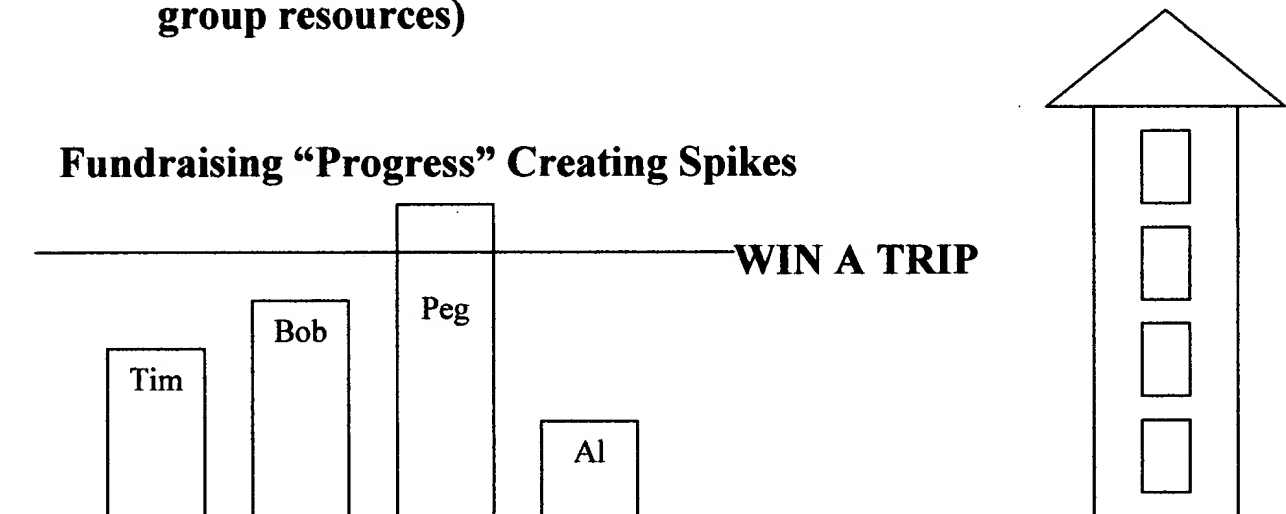 group resources)
Fundraising “Progress” Creating Spikes
WIN A TRIP
Peg
Bob
Tim
Al